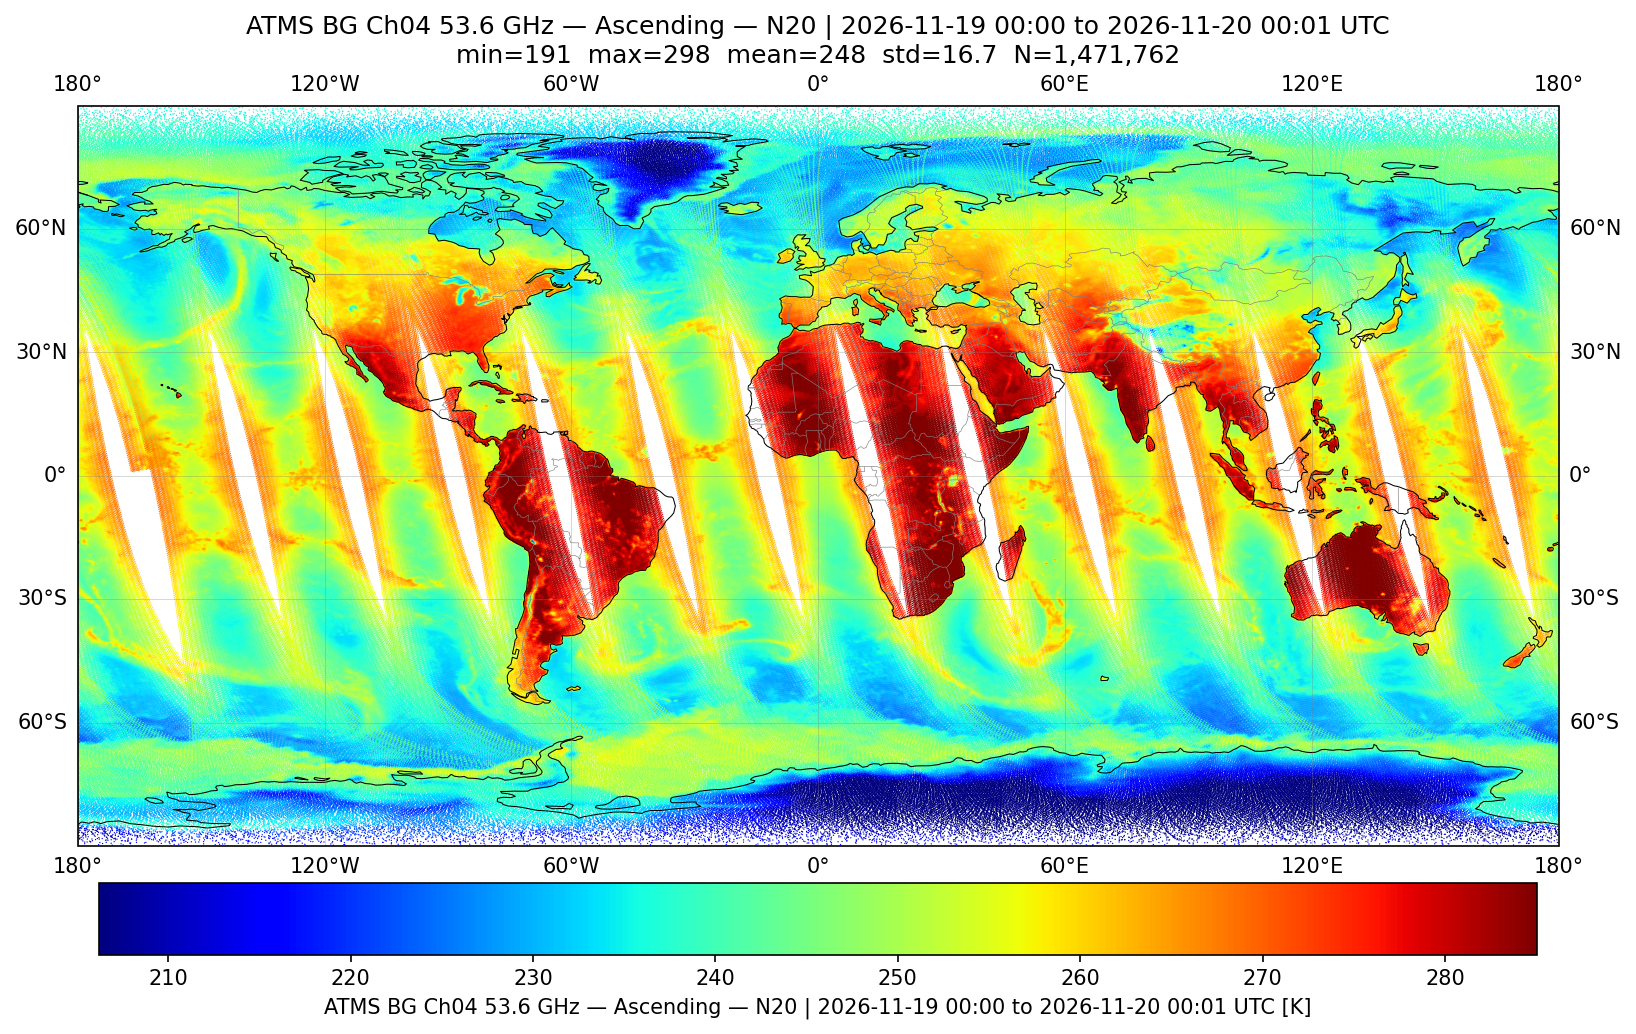 ATMS BG Ch04 53.6 GHz — Ascending — N20 | 2026-11-19 00:00 to 2026-11-20 00:01 UTC
min=191  max=298  mean=248  std=16.7  N=1,471,762
180° 120°W 60°W 0° 60°E 120°E 180°
60°N 60°N
30°N 30°N
0° 0°
30°S 30°S
60°S 60°S
180° 120°W 60°W 0° 60°E 120°E 180°
210 220 230 240 250 260 270 280
ATMS BG Ch04 53.6 GHz — Ascending — N20 | 2026-11-19 00:00 to 2026-11-20 00:01 UTC [K]